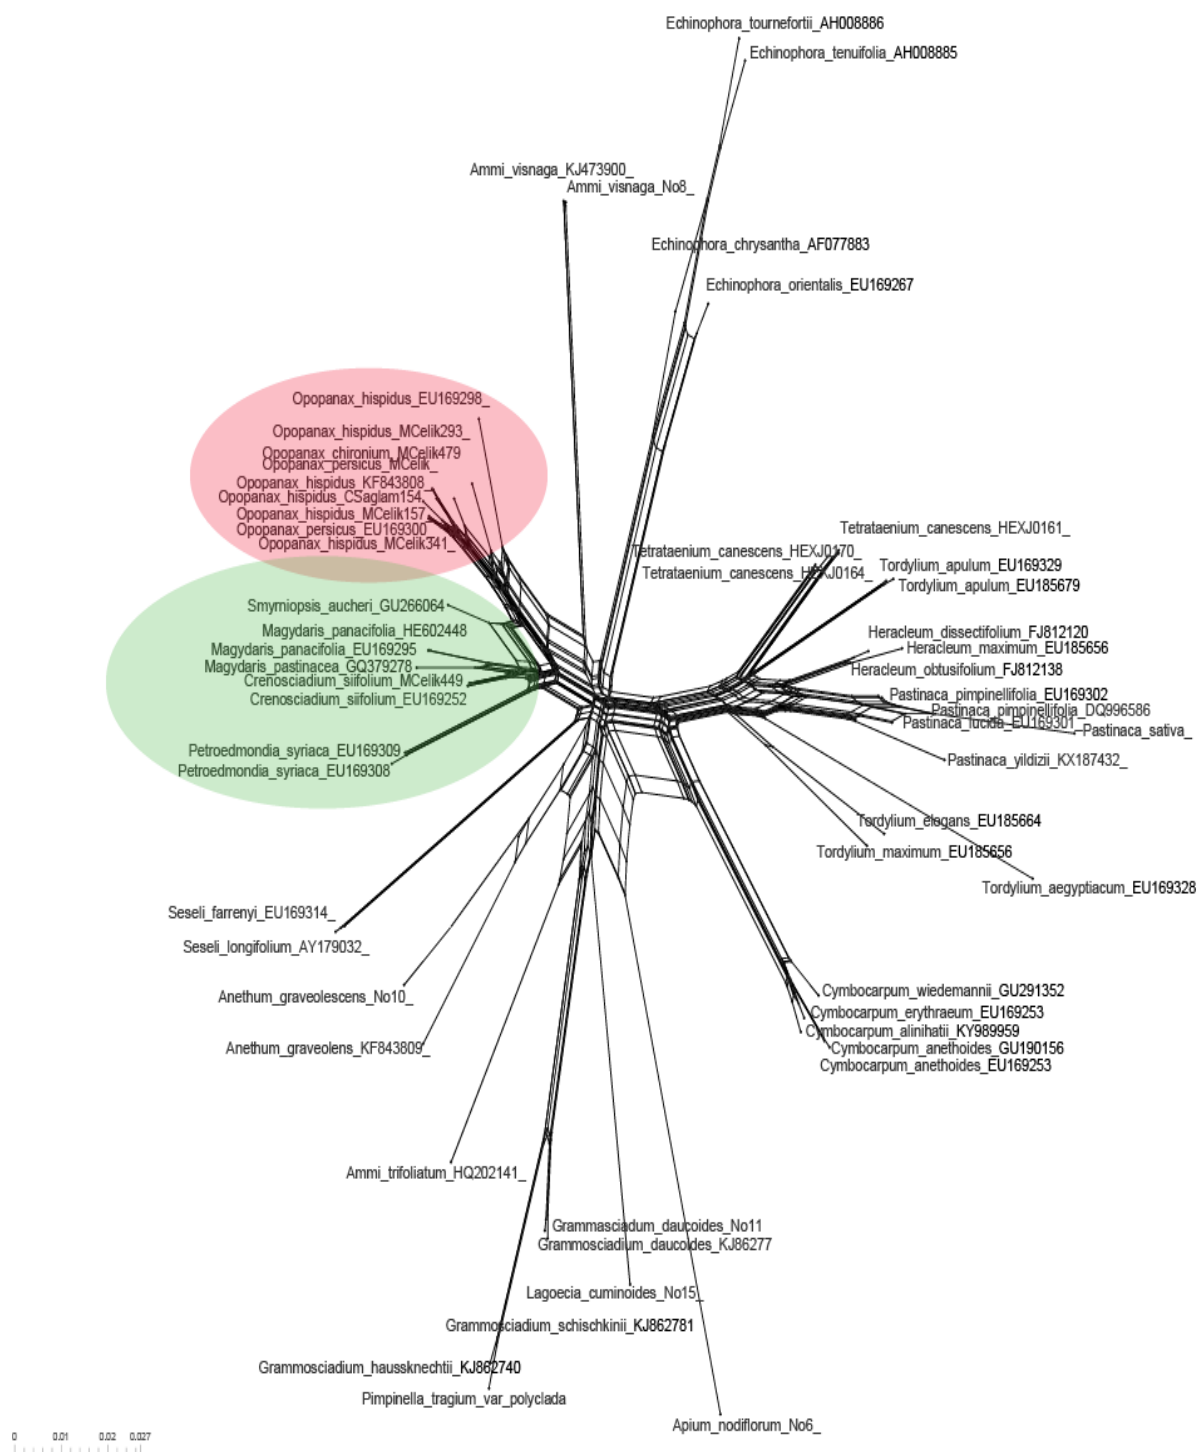 Echinophora_tournefortii_AH008886
Echinophora_tenuifolia_AH008885
Ammi_visnaga_KJ473900_
Ammi_visnaga_No8_
Echinophora_chrysantha_AF077883
Echinophora_orientalis_EU169267
Opopanax_hispidus_EU169298_
Opopanax_hispidus_MCelik293_
Opopanax_chironium_MCelik479
Opopanax_persicus_MCelik_
Opopanax_hispidus_KF843808_
Opopanax_hispidus_CSaglam154
Opopanax_hispidus_MCelik157
Opopanax_persicus_EU169300
Opopanax_hispidus_MCelik341_
Tetrataenium_canescens_HEXJ0161_
Tetrataenium_canescens_HEXJ0170_
Tetrataenium_canescens_HEXJ0164_
Tordylium_apulum_EU169329
Tordylium_apulum_EU185679
Smyrniopsis_aucheri_GU266064
Magydaris_panacifolia_HE602448
Magydaris_panacifolia_EU169295
Magydaris_pastinacea_GQ379278
Crenosciadium_siifolium_MCelik449
Crenosciadium_siifolium_EU169252
Heracleum_dissectifolium_FJ812120
Heracleum_maximum_EU185656
Heracleum_obtusifolium_FJ812138
Pastinaca_pimpinellifolia_EU169302
Pastinaca_pimpinellifolia_DQ996586
Pastinaca_lucida_EU169301
Pastinaca_sativa_
Pastinaca_yildizii_KX187432_
Petroedmondia_syriaca_EU169309
Petroedmondia_syriaca_EU169308
Tordylium_elegans_EU185664
Tordylium_maximum_EU185656
Tordylium_aegyptiacum_EU169328
Seseli_farrenyi_EU169314_
Seseli_longifolium_AY179032_
Anethum_graveolescens_No10_
Anethum_graveolens_KF843809_
Cymbocarpum_wiedemannii_GU291352
Cymbocarpum_erythraeum_EU169253
Cymbocarpum_alinihatii_KY989959
Cymbocarpum_anethoides_GU190156
Cymbocarpum_anethoides_EU169253
Ammi_trifoliatum_HQ202141_
Grammasciadum_daucoides_No11
Grammosciadium_daucoides_KJ86277
Lagoecia_cuminoides_No15_
Grammosciadium_schischkinii_KJ862781
Grammosciadium_haussknechtii_KJ862740
Pimpinella_tragium_var_polyclada
Apium_nodiflorum_No6_
0 0.01 0.02 0.027